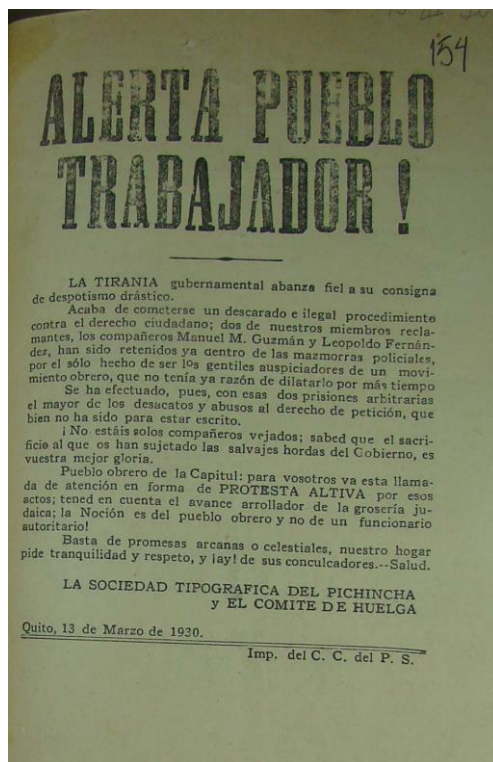 154
ALERTA PUEBLO
TRABAJADOR !
LA TIRANIA gubernamental abanza fiel a su consigna
de despotismo drástico.
Acaba de cometerse un descarado e ilegal procedimiento
contra el derecho ciudadano; dos de nuestros miembros recla-
mantes, los compañeros Manuel M. Guzmán y Leopoldo Fernán-
dez, han sido retenidos ya dentro de las mazmorras policiales,
por el sólo hecho de ser los gentiles auspiciadores de un movi-
miento obrero, que no tenía ya razón de dilatarlo por más tiempo
Se ha efectuado, pues, con esas dos prisiones arbitrarias
el mayor de los desacatos y abusos al derecho de petición, que
bien no ha sido para estar escrito.
¡ No estáis solos compañeros vejados; sabed que el sacri-
ficio al que os han sujetado las salvajes hordas del Gobierno, es
vuestra mejor gloria.
Pueblo obrero de la Capitul: para vosotros va esta llama-
da de atención en forma de PROTESTA ALTIVA por esos
actos; tened en cuenta el avance arrollador de la grosería ju-
daica; la Noción es del pueblo obrero y no de un funcionario
autoritario!
Basta de promesas arcanas o celestiales, nuestro hogar
pide tranquilidad y respeto, y ¡ay! de sus conculcadores.--Salud.
LA SOCIEDAD TIPOGRAFICA DEL PICHINCHA
y EL COMITE DE HUELGA
Quito, 13 de Marzo de 1930.
Imp. del C. C. del P. S.